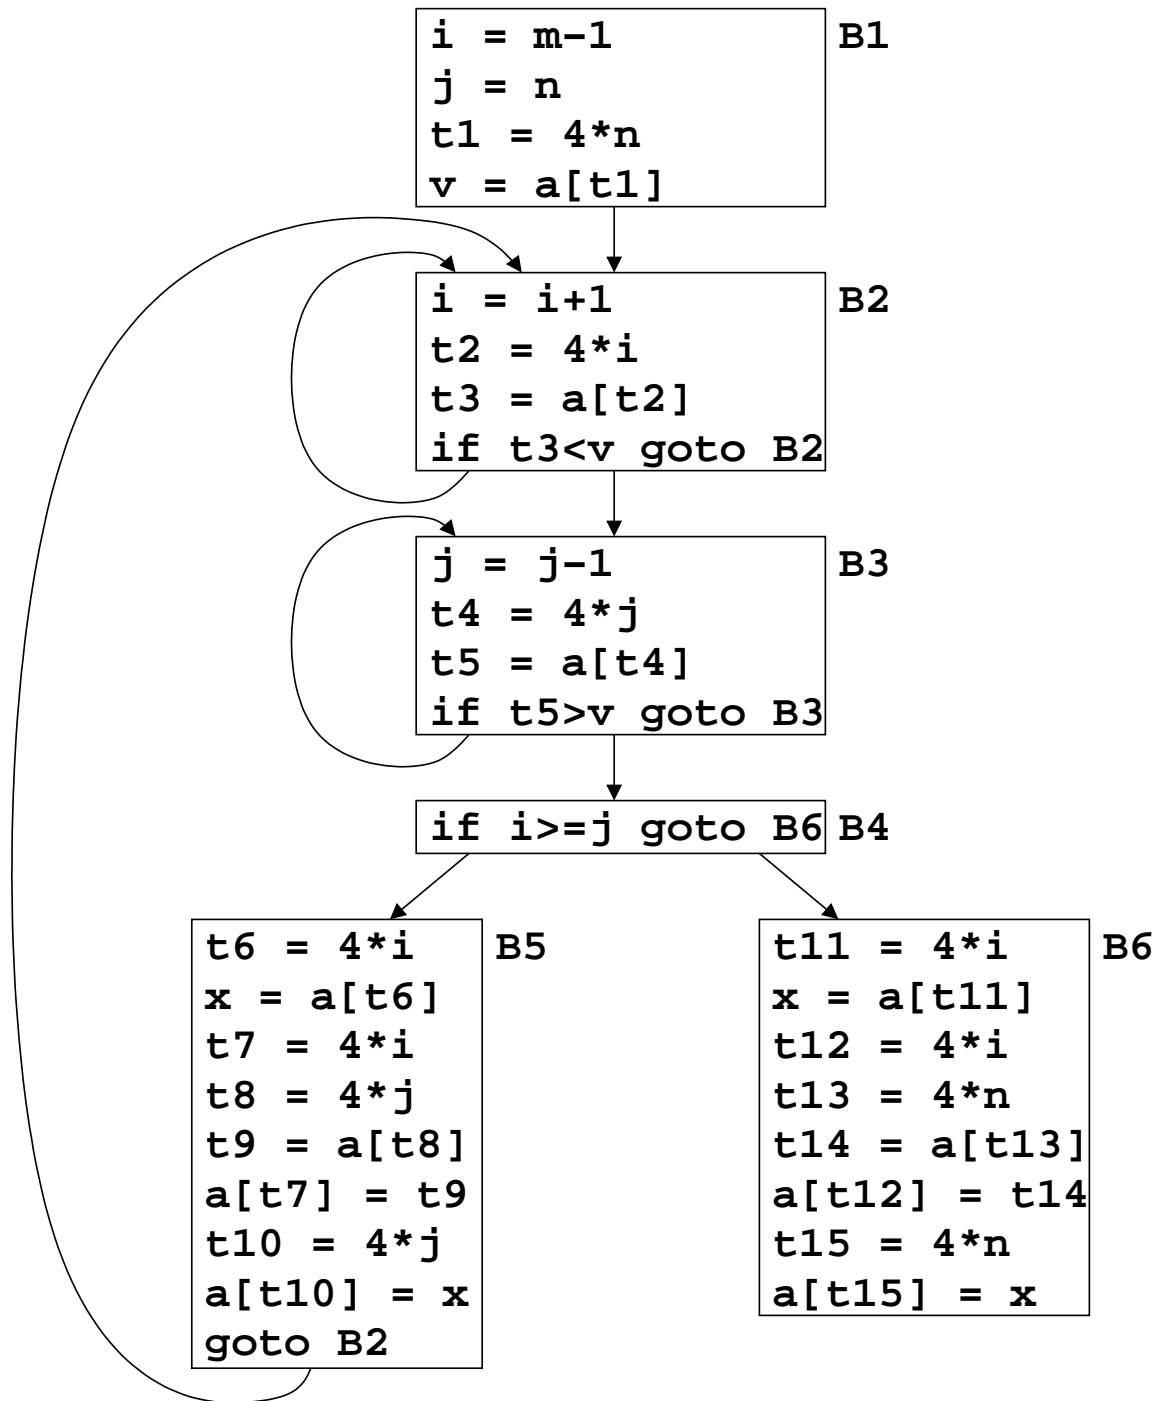 i = m-1
j = n
t1 = 4*n
v = a[t1]
B1
i = i+1
t2 = 4*i
t3 = a[t2]
if t3<v goto B2
B2
j = j-1
t4 = 4*j
t5 = a[t4]
if t5>v goto B3
B3
if i>=j goto B6
B4
t6 = 4*i
x = a[t6]
t7 = 4*i
t8 = 4*j
t9 = a[t8]
a[t7] = t9
t10 = 4*j
a[t10] = x
goto B2
B5
t11 = 4*i
x = a[t11]
t12 = 4*i
t13 = 4*n
t14 = a[t13]
a[t12] = t14
t15 = 4*n
a[t15] = x
B6